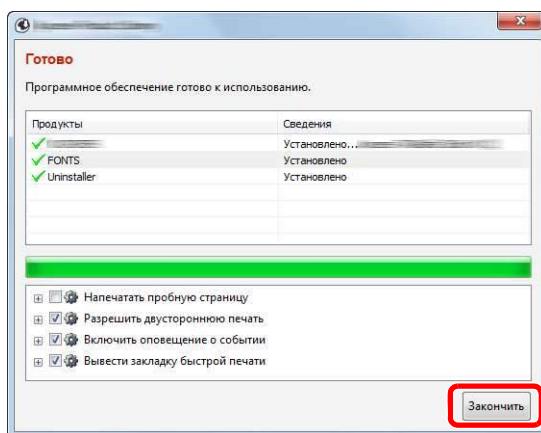 Готово
Программное обеспечение готово к использованию.
Продукты Сведения
Установлено...
FONTS Установлено
Uninstaller Установлено
Напечатать пробную страницу
Разрешить двустороннюю печать
Включить оповещение о событии
Вывести закладку быстрой печати
Закончить